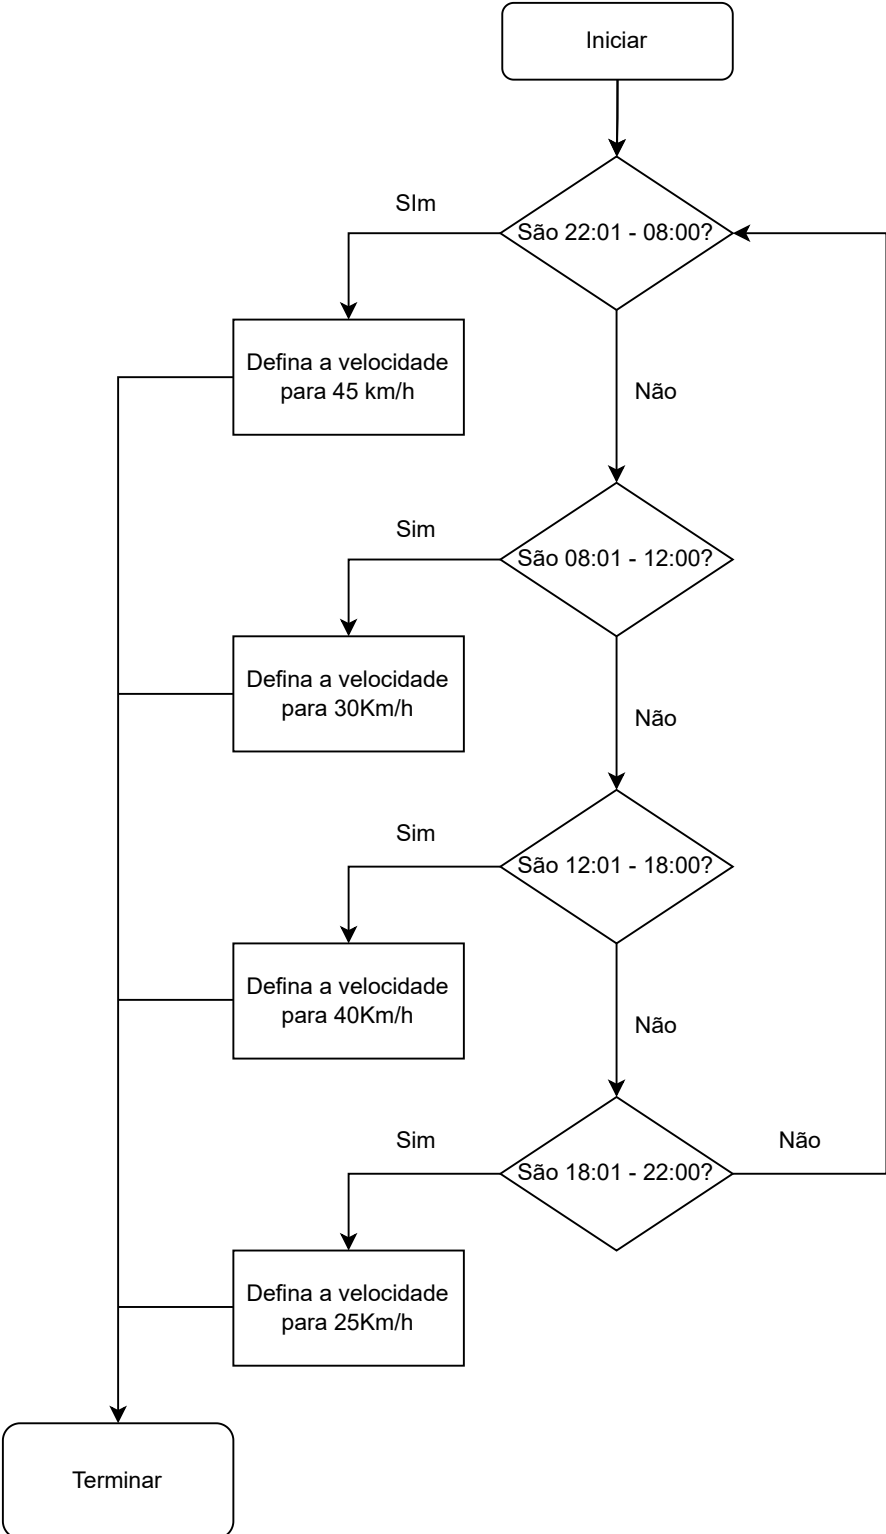 Iniciar
SIm
São 22:01 - 08:00?
Defina a velocidade
para 45 km/h
Não
Sim
São 08:01 - 12:00?
Defina a velocidade
para 30Km/h
Não
Sim
São 12:01 - 18:00?
Defina a velocidade
para 40Km/h
Não
Sim
Não
São 18:01 - 22:00?
Defina a velocidade
para 25Km/h
Terminar